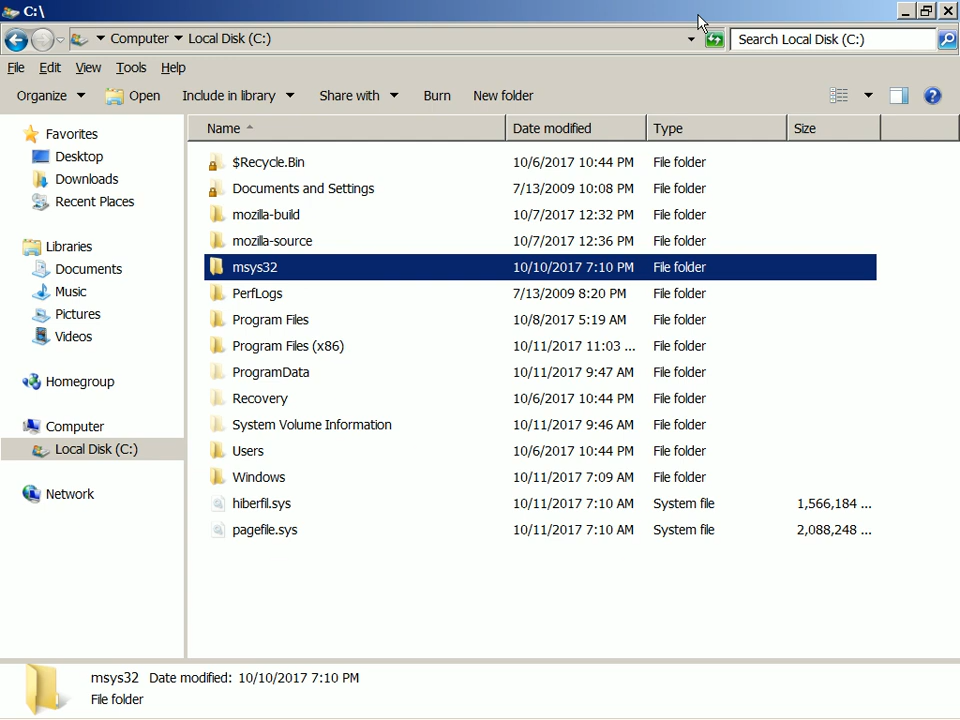 C:\
Computer Local Disk (C:) Search Local Disk (C:)
File Edit View Tools Help
Organize Open Include in library Share with Burn New folder
Favorites
Desktop
Downloads
Recent Places
Libraries
Documents
Music
Pictures
Videos
Homegroup
Computer
Local Disk (C:)
Network
Name Date modified Type Size
$Recycle.Bin 10/6/2017 10:44 PM File folder
Documents and Settings 7/13/2009 10:08 PM File folder
mozilla-build 10/7/2017 12:32 PM File folder
mozilla-source 10/7/2017 12:36 PM File folder
msys32 10/10/2017 7:10 PM File folder
PerfLogs 7/13/2009 8:20 PM File folder
Program Files 10/8/2017 5:19 AM File folder
Program Files (x86) 10/11/2017 11:03 ... File folder
ProgramData 10/11/2017 9:47 AM File folder
Recovery 10/6/2017 10:44 PM File folder
System Volume Information 10/11/2017 9:46 AM File folder
Users 10/6/2017 10:44 PM File folder
Windows 10/11/2017 7:09 AM File folder
hiberfil.sys 10/11/2017 7:10 AM System file 1,566,184 ...
pagefile.sys 10/11/2017 7:10 AM System file 2,088,248 ...
msys32 Date modified: 10/10/2017 7:10 PM
File folder